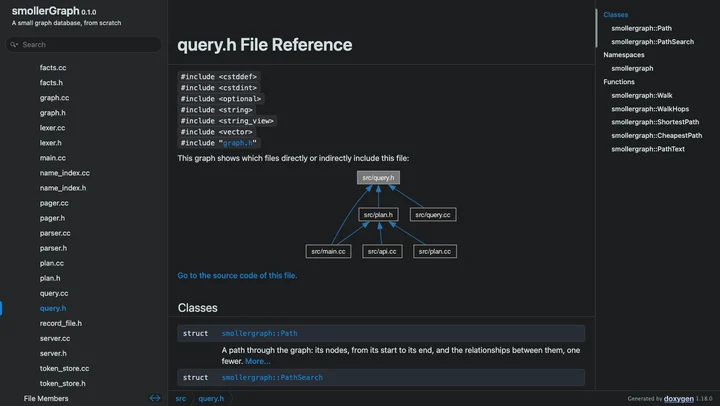 smollerGraph 0.1.0
A small graph database, from scratch
Search
facts.cc
facts.h
graph.cc
graph.h
lexer.cc
lexer.h
main.cc
name_index.cc
name_index.h
pager.cc
pager.h
parser.cc
parser.h
plan.cc
plan.h
query.cc
query.h
record_file.h
server.cc
server.h
token_store.cc
token_store.h
File Members
query.h File Reference
#include <cstddef>
#include <cstdint>
#include <optional>
#include <string>
#include <string_view>
#include <vector>
#include "graph.h"
This graph shows which files directly or indirectly include this file:
src/query.h
src/plan.h
src/query.cc
src/main.cc
src/api.cc
src/plan.cc
Go to the source code of this file.
Classes
struct smollergraph::Path
A path through the graph: its nodes, from its start to its end, and the relationships between them, one
fewer. More...
struct smollergraph::PathSearch
src
query.h
Classes
smollergraph::Path
smollergraph::PathSearch
Namespaces
smollergraph
Functions
smollergraph::Walk
smollergraph::WalkHops
smollergraph::ShortestPath
smollergraph::CheapestPath
smollergraph::PathText
Generated by doxygen 1.18.0